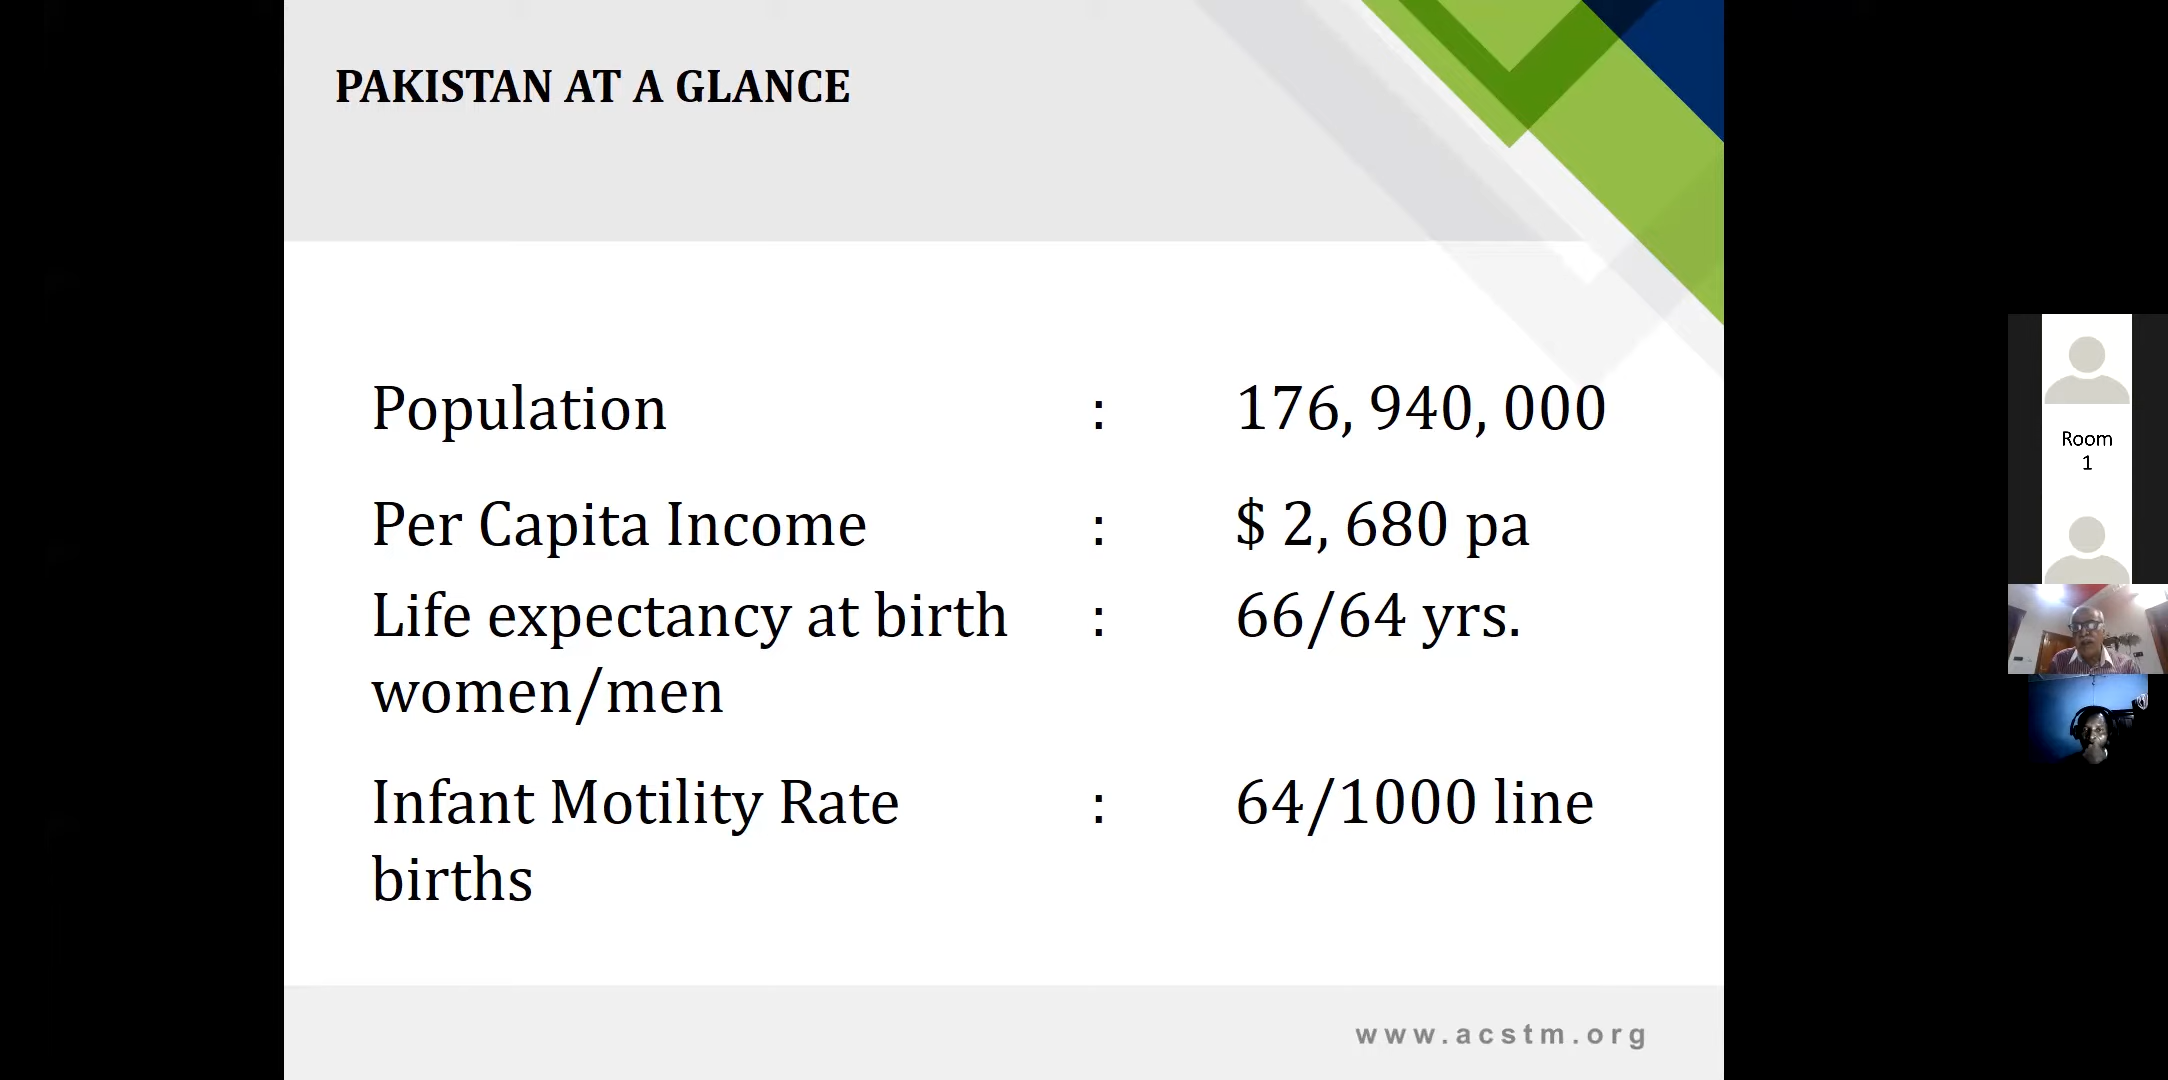 PAKISTAN AT A GLANCE
Population : 176, 940, 000
Per Capita Income : $ 2, 680 pa
Life expectancy at birth : 66/64 yrs.
women/men
Infant Motility Rate : 64/1000 line
births
www.acstm.org
Room
1